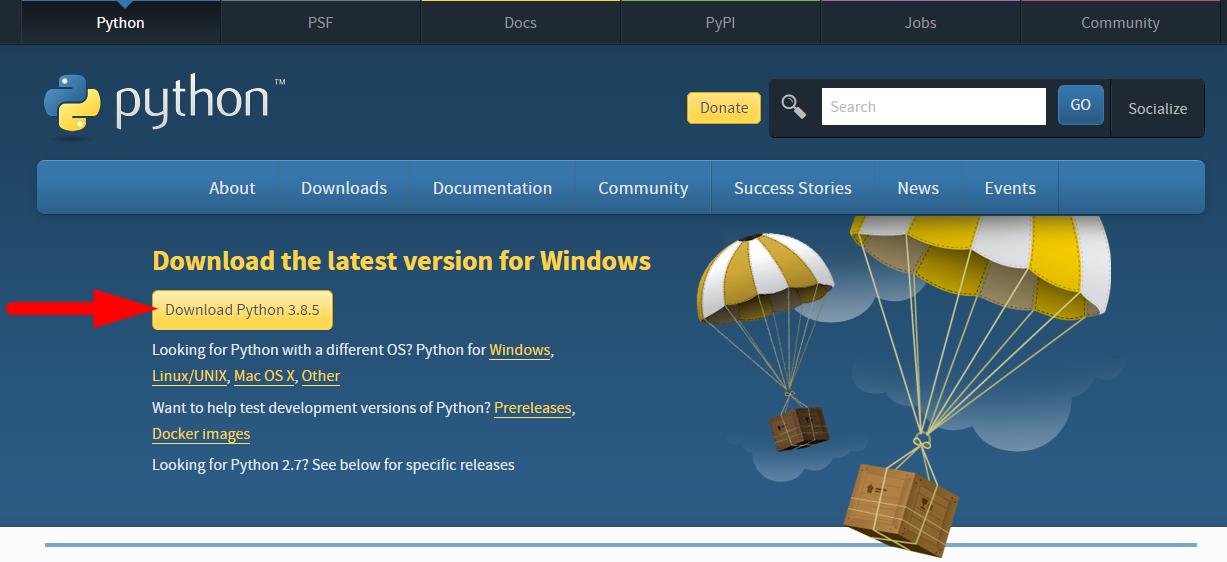 Python PSF Docs PyPI Jobs Community
python™
Donate Search GO Socialize
About Downloads Documentation Community Success Stories News Events
Download the latest version for Windows
Download Python 3.8.5
Looking for Python with a different OS? Python for Windows,
Linux/UNIX, Mac OS X, Other
Want to help test development versions of Python? Prereleases,
Docker images
Looking for Python 2.7? See below for specific releases